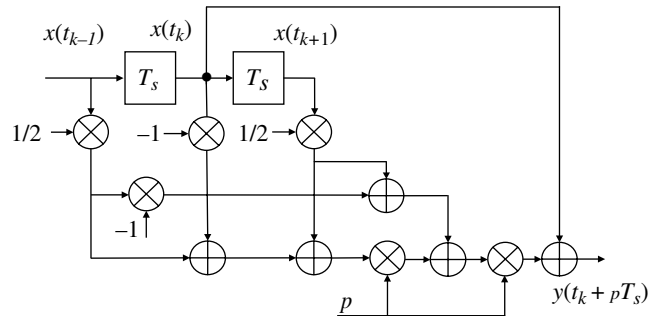 x(t_{k–1})
x(t_k)
x(t_{k+1})
T_s
T_s
1/2
–1
1/2
–1
p
y(t_k + pT_s)